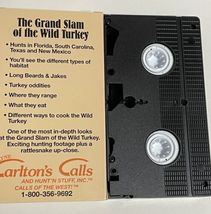 The Grand Slam
of the Wild Turkey
• Hunts in Florida, South Carolina,
Texas and New Mexico
• You'll see the different types of
habitat
• Long Beards & Jakes
• Turkey oddities
• Where they range
• What they eat
• Different ways to cook the Wild
Turkey
One of the most in-depth looks
at the Grand Slam of the Wild Turkey.
Exciting hunting footage plus a
rattlesnake up-close.
Carlton's Calls
AND HUNT'N STUFF, INC.™
CALLS OF THE WEST!™
1-800-356-9692